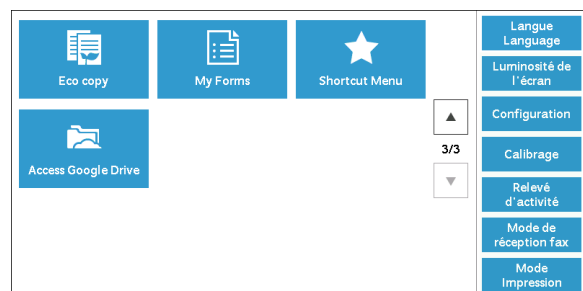 Eco copy
My Forms
Shortcut Menu
Access Google Drive
▲
3/3
▼
Langue
Language
Luminosité de
l'écran
Configuration
Calibrage
Relevé
d'activité
Mode de
réception fax
Mode
Impression